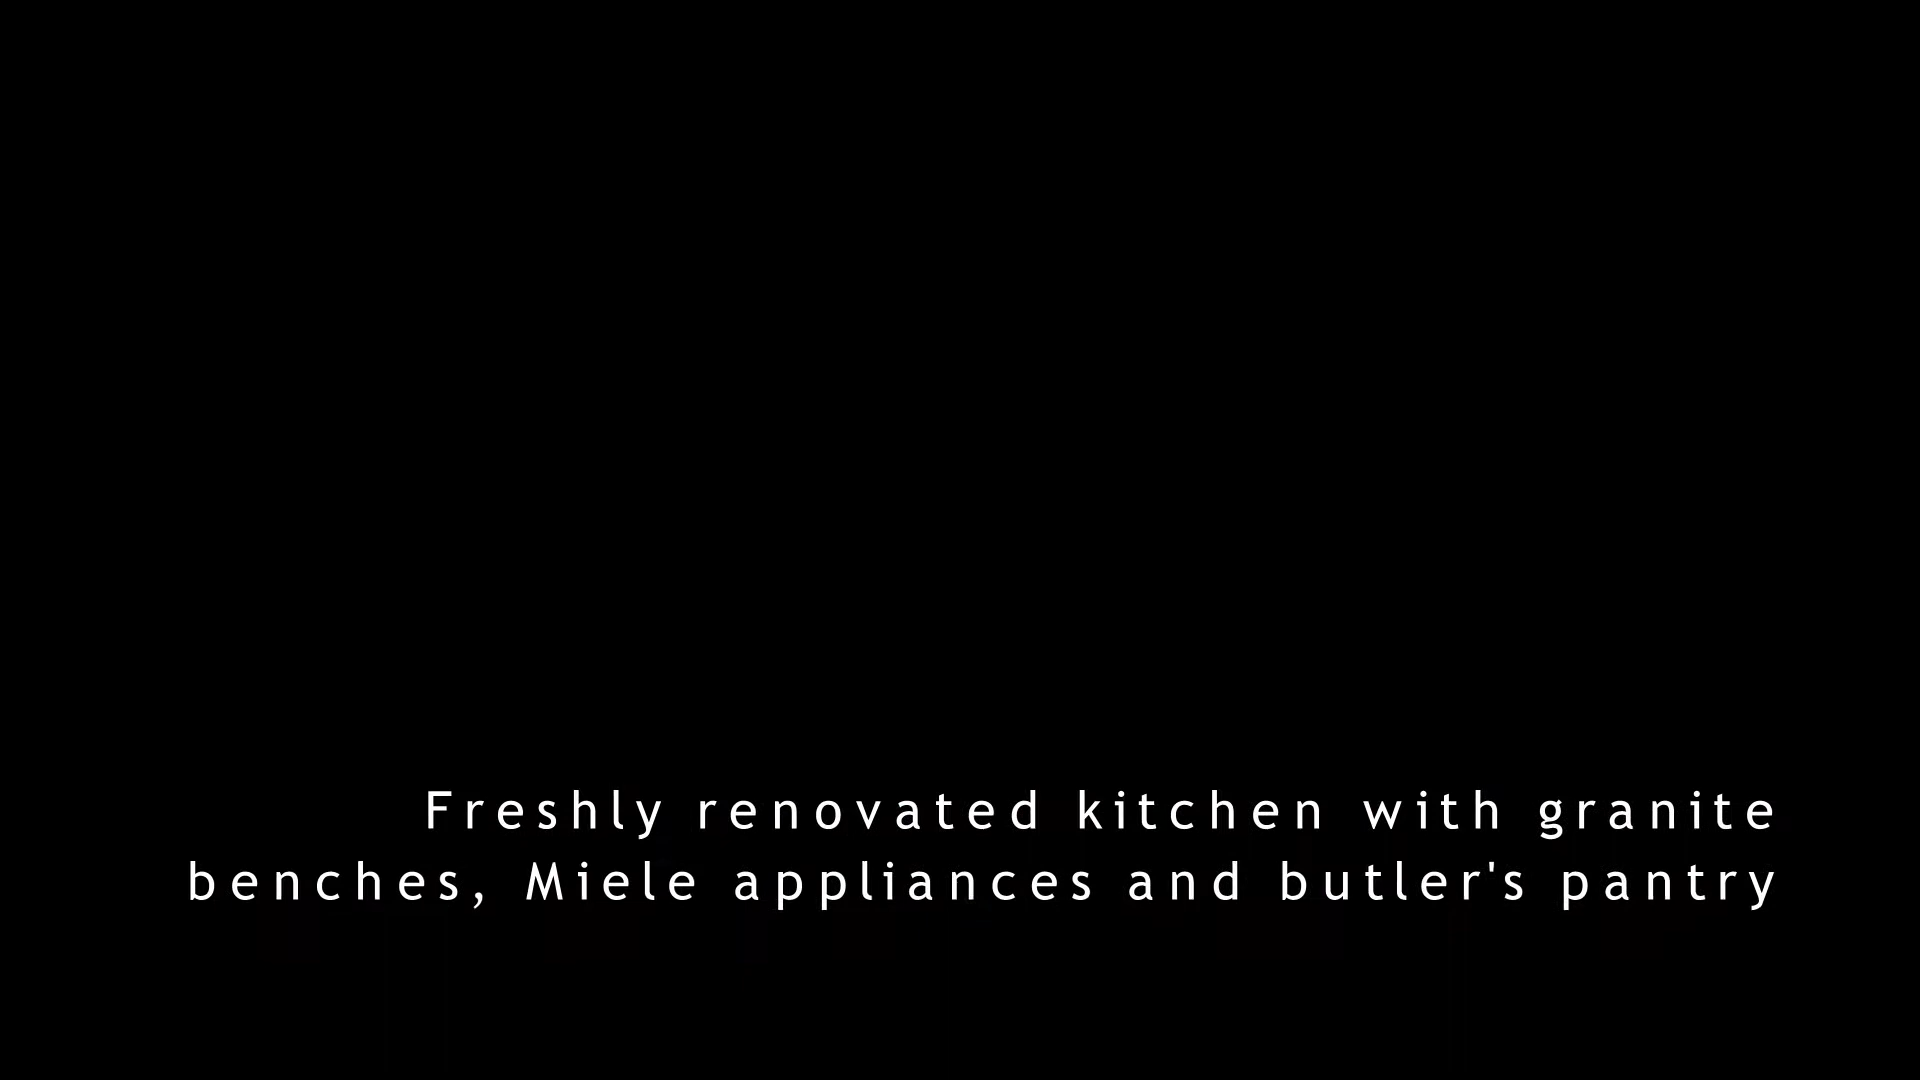 Freshly renovated kitchen with granite
benches, Miele appliances and butler's pantry